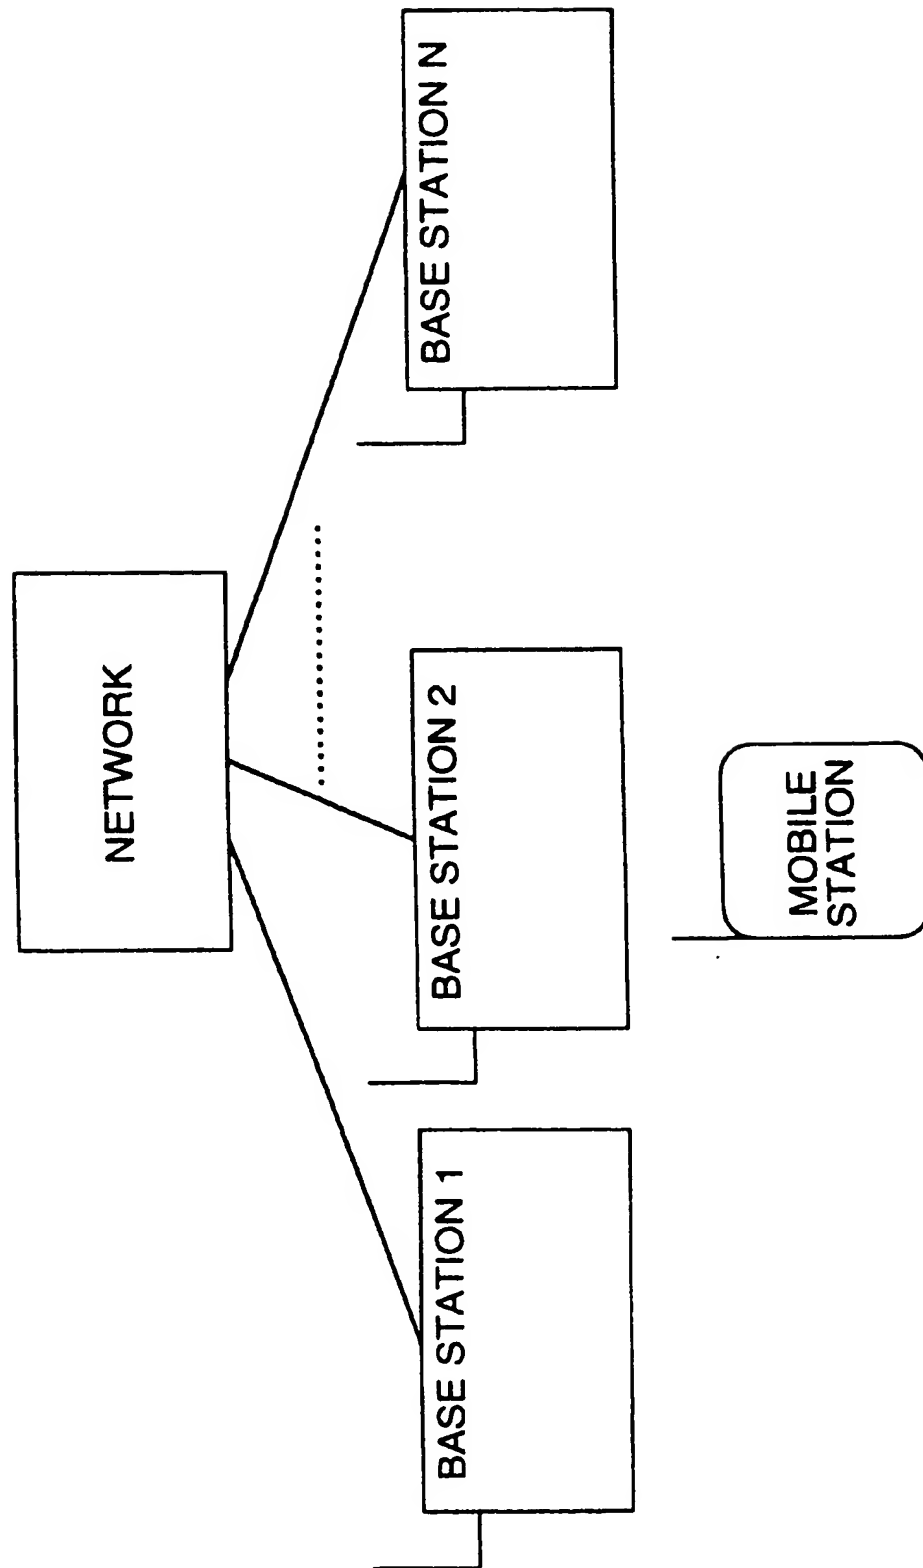 NETWORK
BASE STATION 1
BASE STATION 2
BASE STATION N
MOBILE
STATION